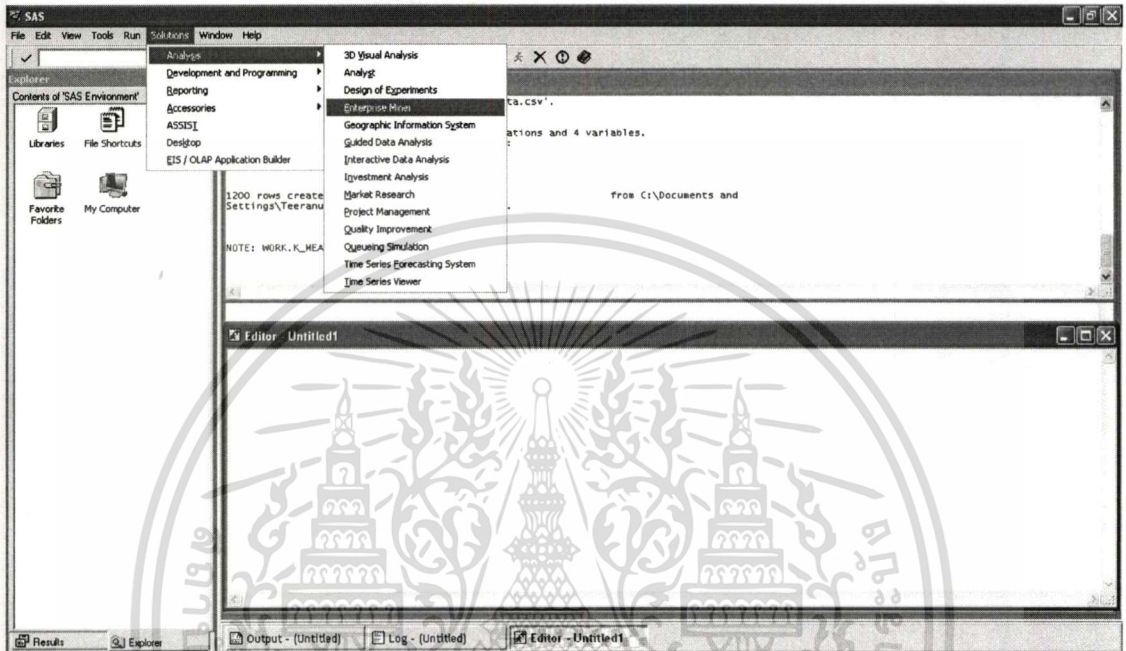 SAS
File Edit View Tools Run Solutions Window Help
Explorer
Contents of 'SAS Environment'
Libraries
File Shortcuts
Favorite Folders
My Computer
Analysis
Development and Programming
Reporting
Accessories
ASSIST
Desktop
EIS / OLAP Application Builder
3D Visual Analysis
Analyst
Design of Experiments
Enterprise Miner
Geographic Information System
Guided Data Analysis
Interactive Data Analysis
Investment Analysis
Market Research
Project Management
Quality Improvement
Queueing Simulation
Time Series Forecasting System
Time Series Viewer
ta.csv'.
ations and 4 variables.
:
1200 rows create from C:\Documents and
Settings\Teeranu .
NOTE: WORK.K_MEA
Editor - Untitled1
Results
Explorer
Output - (Untitled)
Log - (Untitled)
Editor - Untitled1